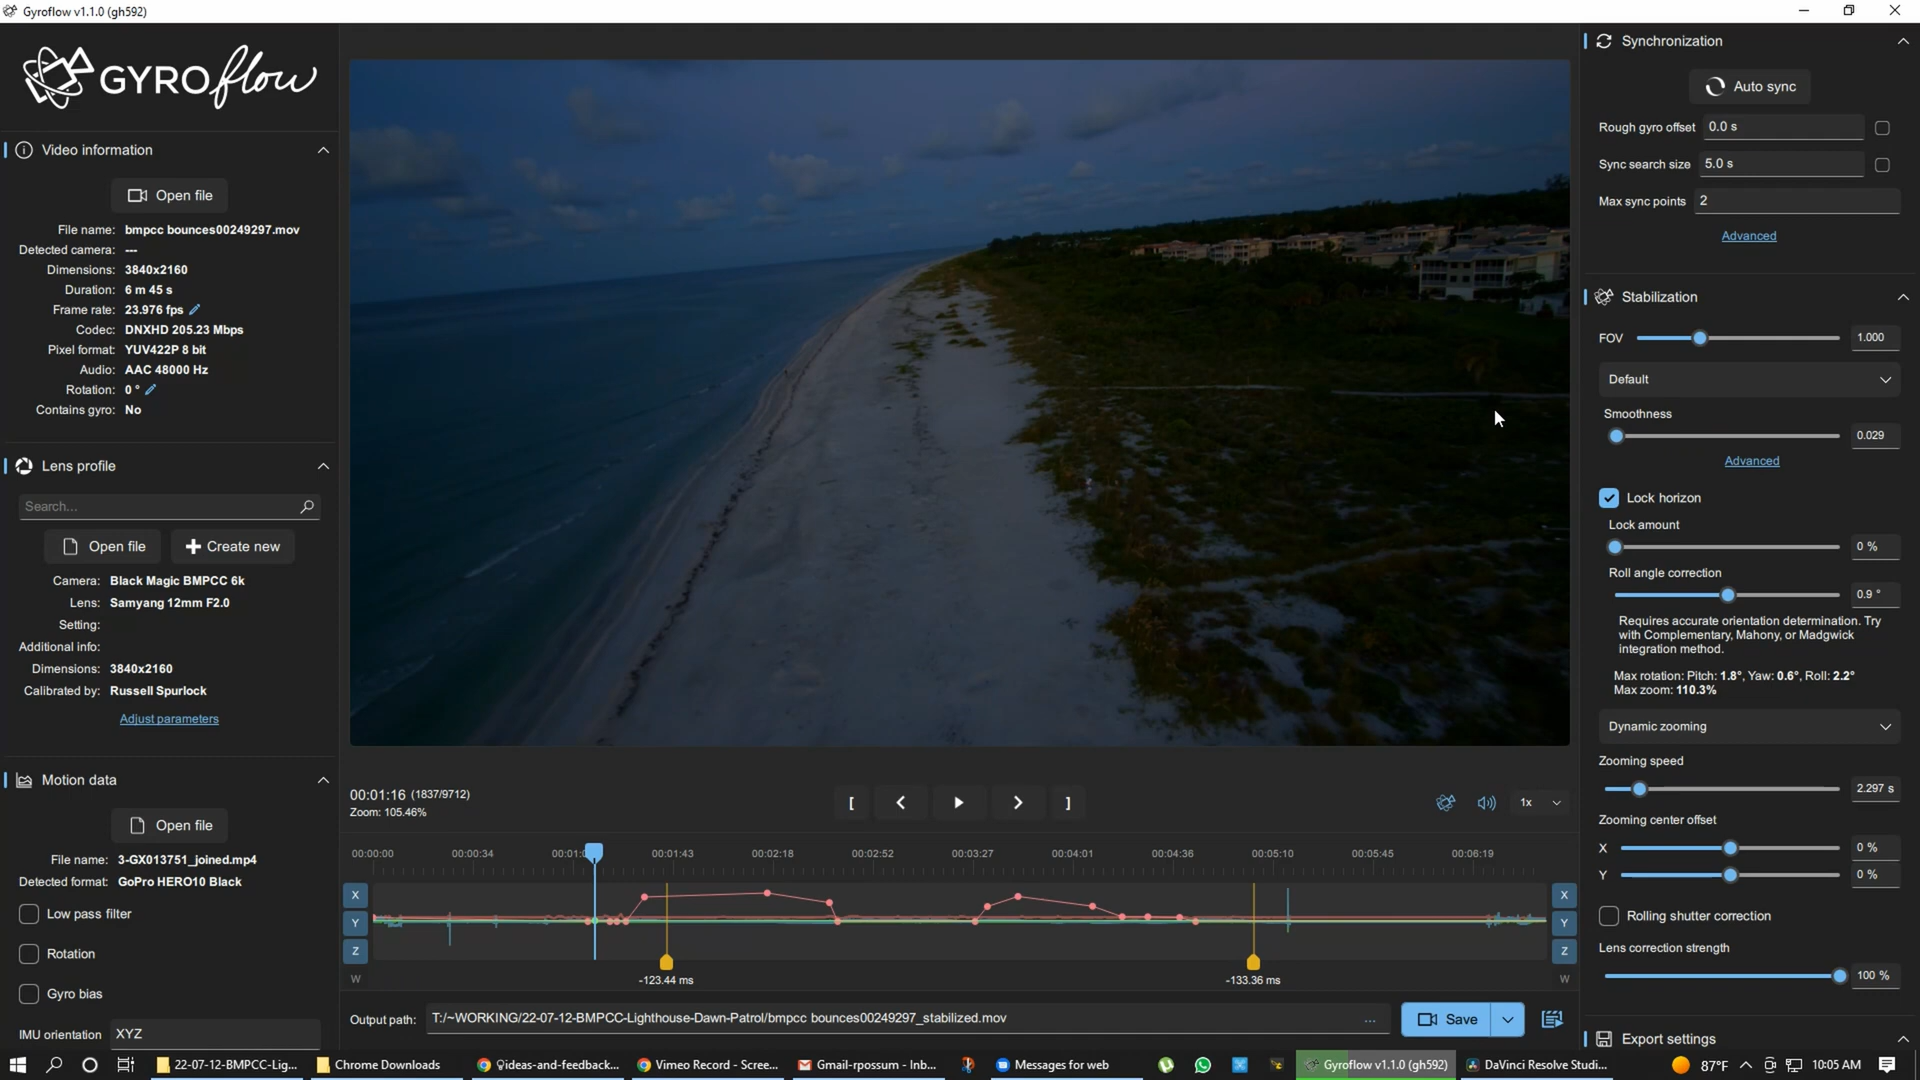 Gyroflow v1.1.0 (gh592)
GYROflow
Video information
Open file
File name: bmpcc bounces00249297.mov
Detected camera: ---
Dimensions: 3840x2160
Duration: 6 m 45 s
Frame rate: 23.976 fps
Codec: DNXHD 205.23 Mbps
Pixel format: YUV422P 8 bit
Audio: AAC 48000 Hz
Rotation: 0 °
Contains gyro: No
Lens profile
Search...
Open file
Create new
Camera: Black Magic BMPCC 6k
Lens: Samyang 12mm F2.0
Setting:
Additional info:
Dimensions: 3840x2160
Calibrated by: Russell Spurlock
Adjust parameters
Motion data
Open file
File name: 3-GX013751_joined.mp4
Detected format: GoPro HERO10 Black
Low pass filter
Rotation
Gyro bias
IMU orientation XYZ
00:01:16 (1837/9712)
Zoom: 105.46%
[
]
1x
00:00:00 00:00:34 00:01:0 00:01:43 00:02:18 00:02:52 00:03:27 00:04:01 00:04:36 00:05:10 00:05:45 00:06:19
X
Y
Z
W
X
Y
Z
W
-123.44 ms
-133.36 ms
Output path: T:/~WORKING/22-07-12-BMPCC-Lighthouse-Dawn-Patrol/bmpcc bounces00249297_stabilized.mov ...
Save
Synchronization
Auto sync
Rough gyro offset 0.0 s
Sync search size 5.0 s
Max sync points 2
Advanced
Stabilization
FOV 1.000
Default
Smoothness
0.029
Advanced
Lock horizon
Lock amount
0 %
Roll angle correction
0.9 °
Requires accurate orientation determination. Try
with Complementary, Mahony, or Madgwick
integration method.
Max rotation: Pitch: 1.8°, Yaw: 0.6°, Roll: 2.2°
Max zoom: 110.3%
Dynamic zooming
Zooming speed
2.297 s
Zooming center offset
X 0 %
Y 0 %
Rolling shutter correction
Lens correction strength
100 %
Export settings
22-07-12-BMPCC-Lig...
Chrome Downloads
ideas-and-feedback...
Vimeo Record - Scree...
Gmail-rpossum - Inb...
Messages for web
Gyroflow v1.1.0 (gh592)
DaVinci Resolve Studi...
87°F
10:05 AM